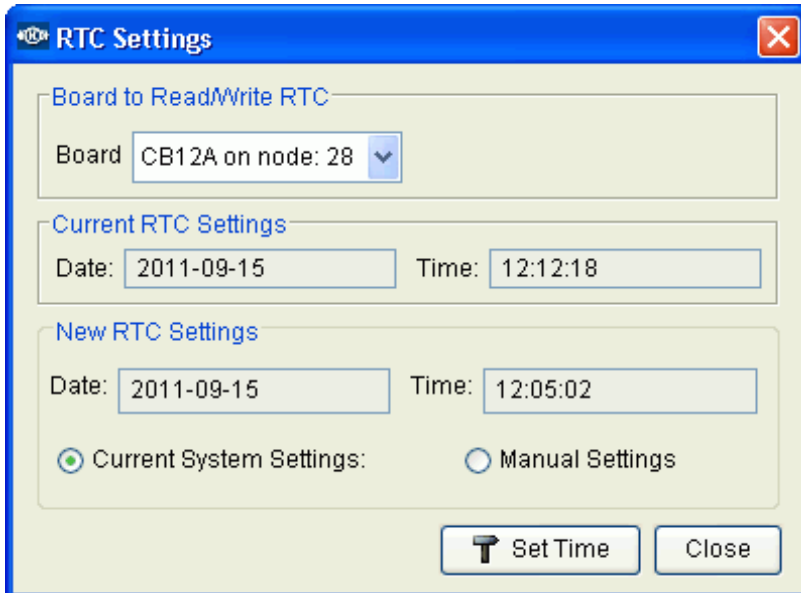 RTC Settings
Board to Read/Write RTC
Board CB12A on node: 28
Current RTC Settings
Date: 2011-09-15 Time: 12:12:18
New RTC Settings
Date: 2011-09-15 Time: 12:05:02
Current System Settings: Manual Settings
Set Time Close